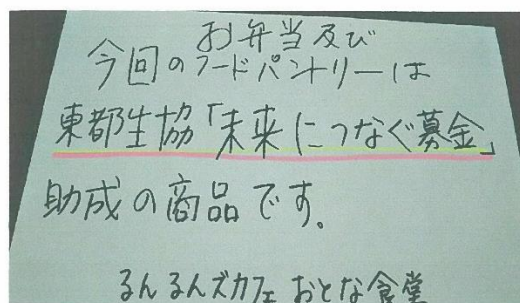 お弁当及び
今回のフードパントリーは
東都生協「未来につなぐ募金」
助成の商品です。
るんるんズカフェ おとな食堂